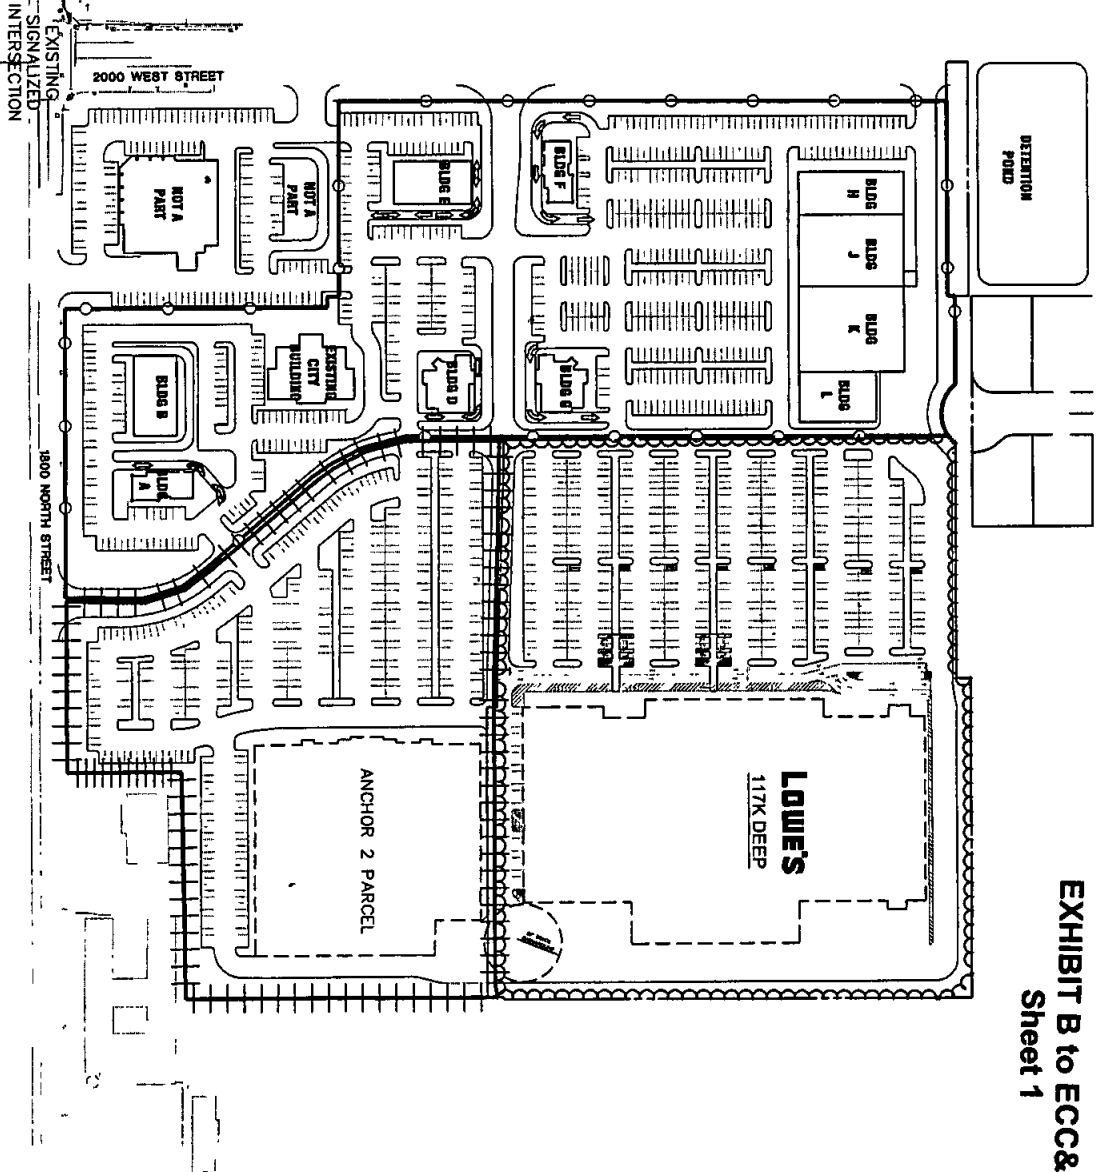 EXHIBIT B to ECC&
Sheet 1
DETENTION
POND
2000 WEST STREET
EXISTING
SIGNALIZED
INTERSECTION
NOT A
PART
NOT A
PART
BLDG E
BLDG F
BLDG
H
BLDG
J
BLDG
K
BLDG
L
EXISTING
CITY
BUILDING
BLDG D
BLDG G
BLDG B
BLDG
A
1800 NORTH STREET
LOWE'S
117K DEEP
ANCHOR 2 PARCEL